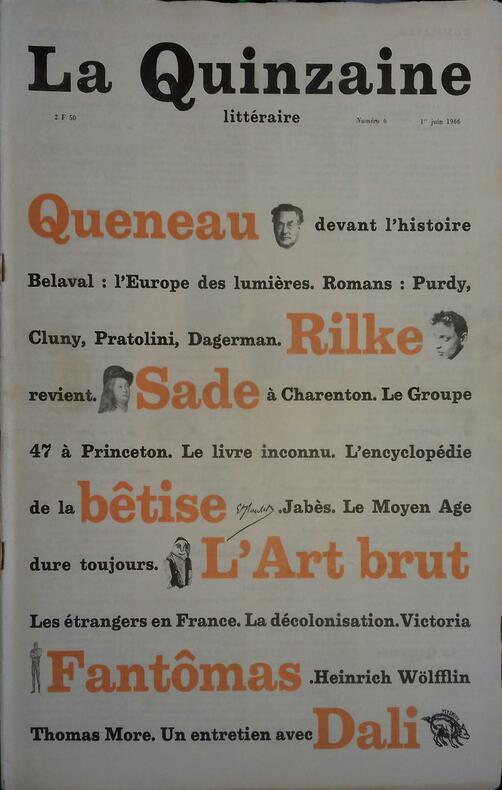 La Quinzaine
2 F 50
littéraire
Numéro 6
1er juin 1966
Queneau devant l'histoire
Belaval : l'Europe des lumières. Romans : Purdy,
Cluny, Pratolini, Dagerman. Rilke
revient. Sade à Charenton. Le Groupe
47 à Princeton. Le livre inconnu. L'encyclopédie
de la bêtise .Jabès. Le Moyen Age
dure toujours. L'Art brut
Les étrangers en France. La décolonisation. Victoria
Fantômas .Heinrich Wölfflin
Thomas More. Un entretien avec Dali